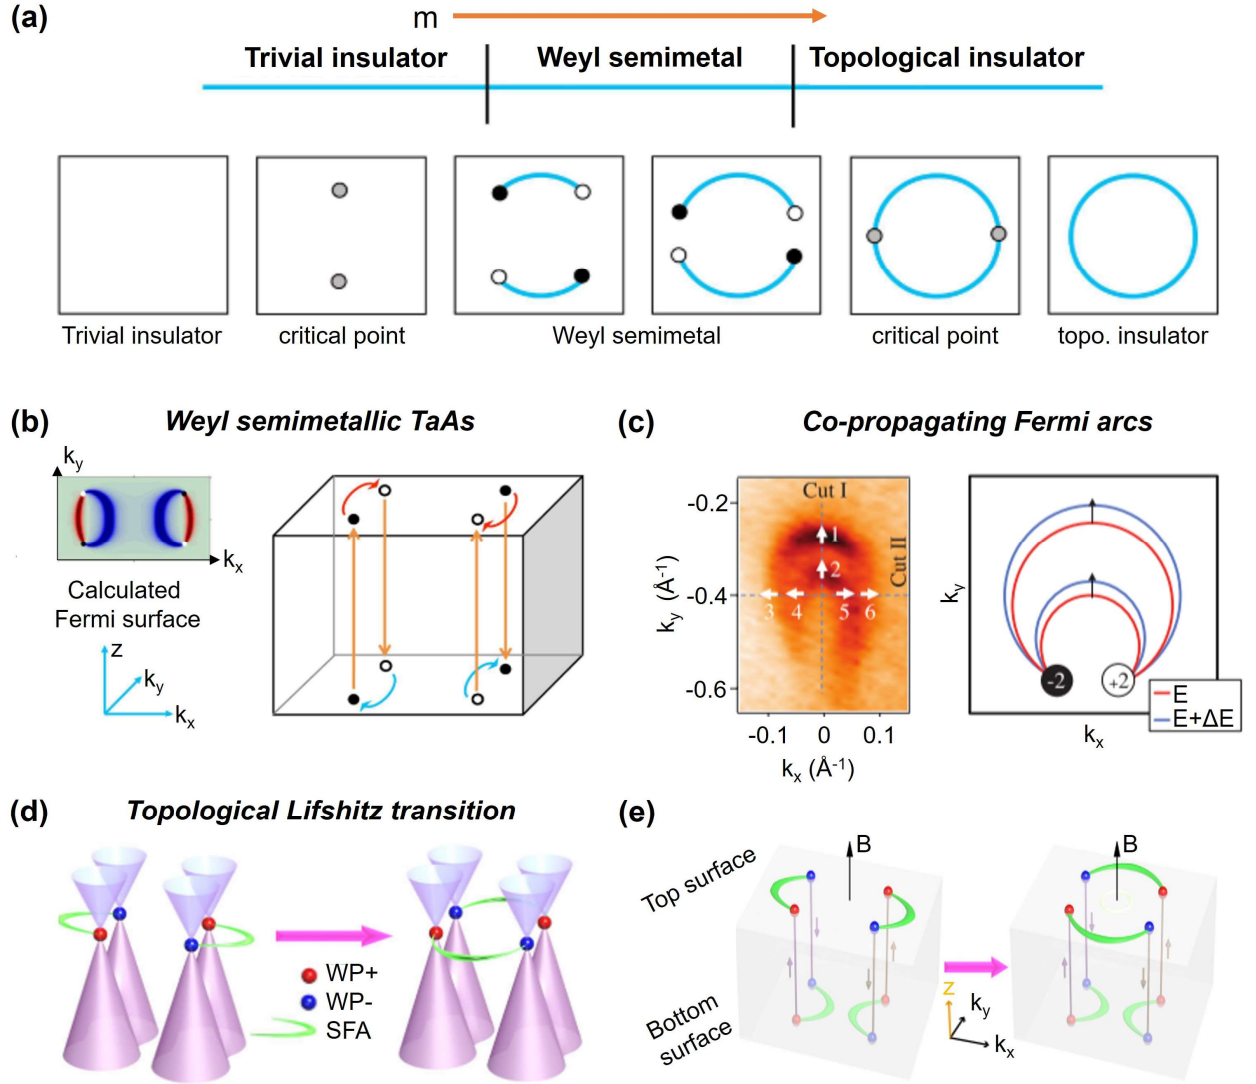 (a)
m
Trivial insulator
Weyl semimetal
Topological insulator
Trivial insulator
critical point
Weyl semimetal
critical point
topo. insulator
(b)
Weyl semimetallic TaAs
ky
kx
Calculated
Fermi surface
z
ky
kx
(c)
Co-propagating Fermi arcs
-0.2
-0.4
-0.6
ky (Å-1)
Cut I
Cut II
1
2
3 4 5 6
-0.1 0 0.1
kx (Å-1)
ky
-2
+2
E
E+ΔE
kx
(d)
Topological Lifshitz transition
WP+
WP-
SFA
(e)
Top surface
B
B
Bottom
surface
z
ky
kx